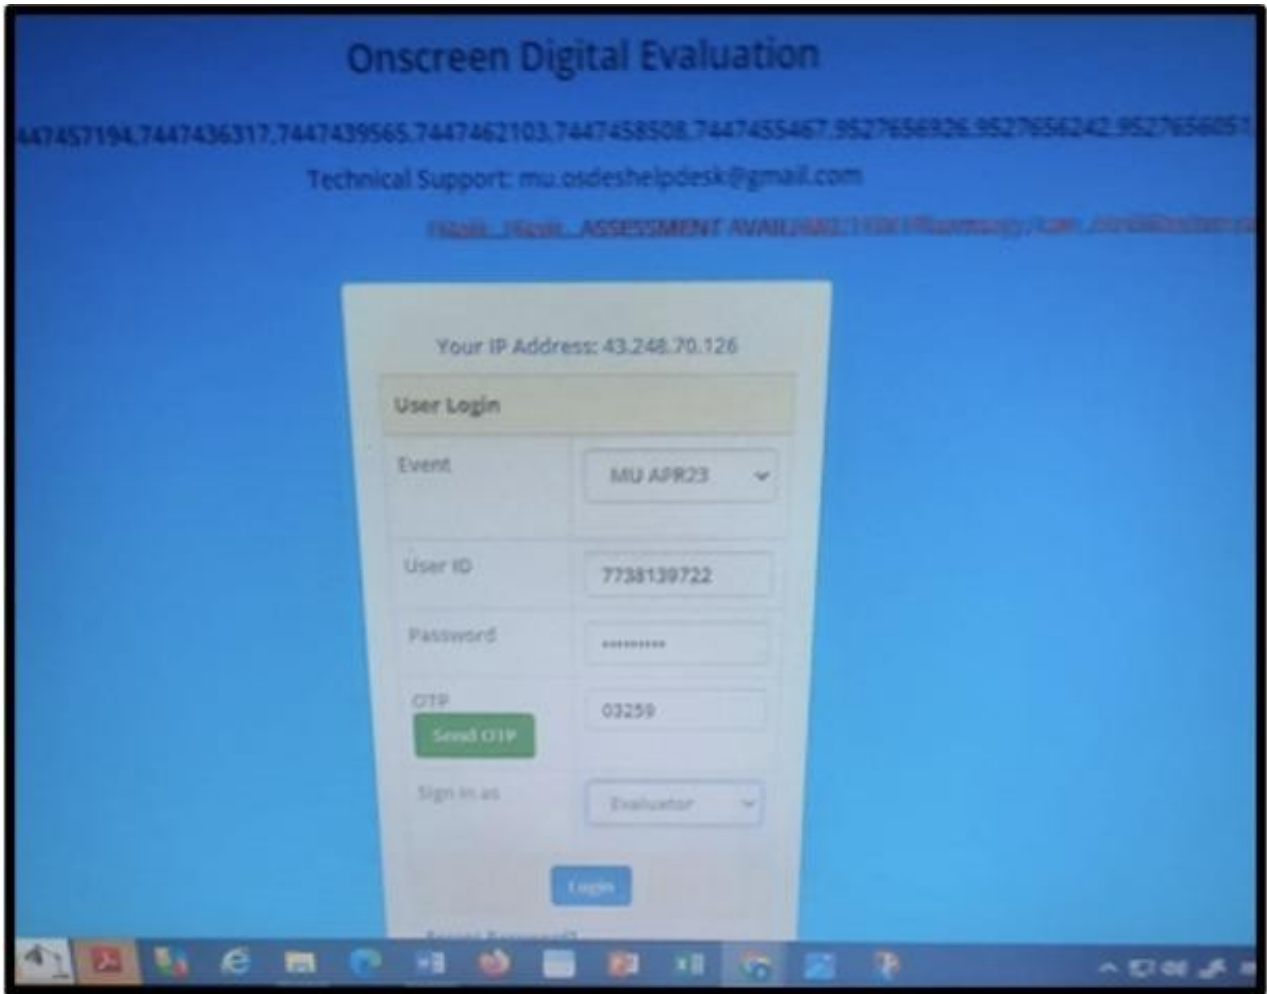 Onscreen Digital Evaluation
447457194,7447436317,7447439565,7447462103,7447458508,7447455467,9527656926,9527656242,9527656051
Technical Support: mu.osdeshelpdesk@gmail.com
ASSESSMENT
Your IP Address: 43.248.70.126
User Login
Event
MU APR23
User ID
7738139722
Password
•••••••••
OTP
03259
Send OTP
Sign in as
Evaluator
Login